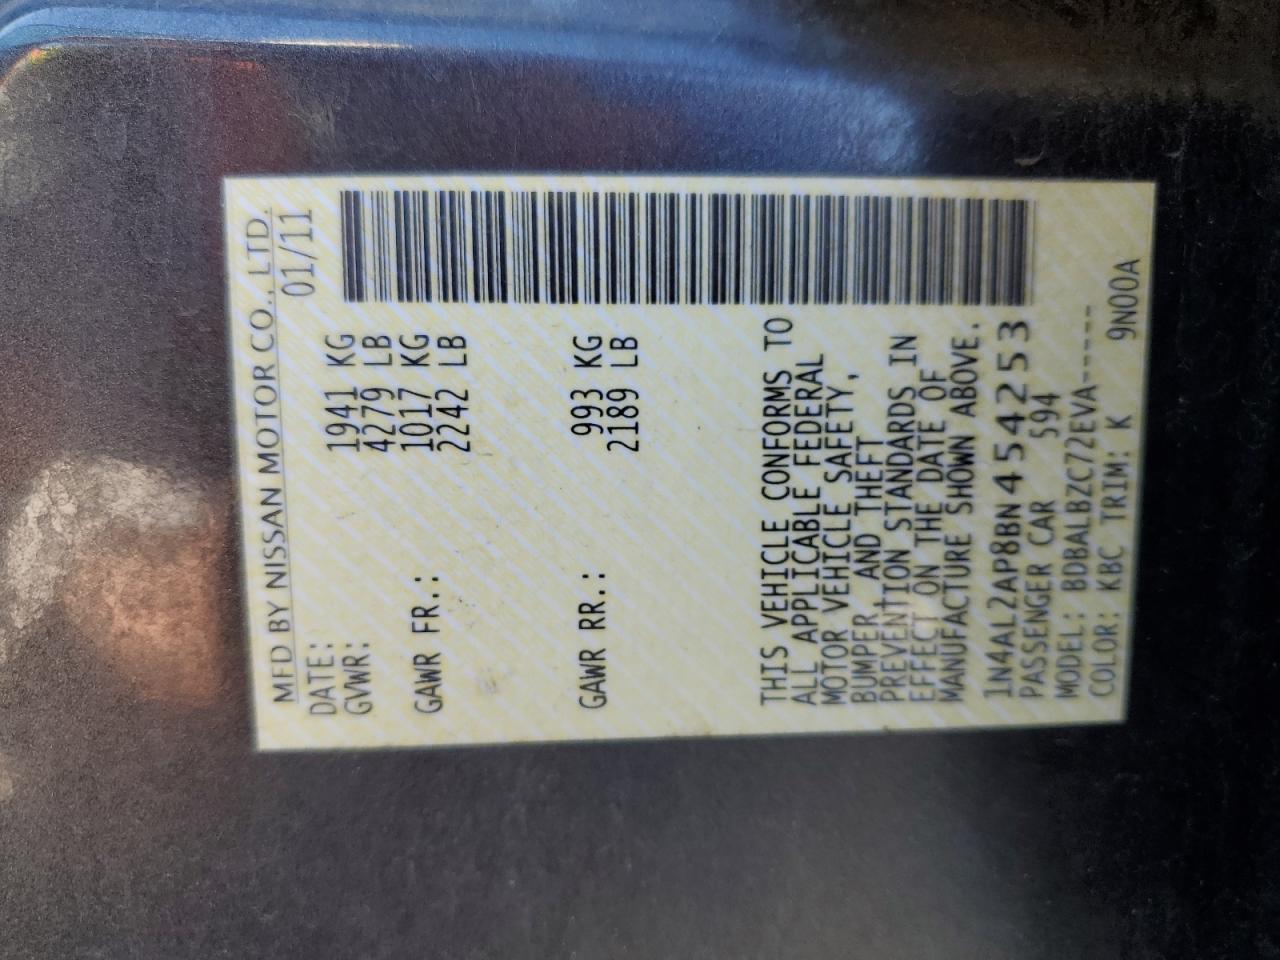 MFD BY NISSAN MOTOR CO., LTD.
DATE: 01/11
GVWR: 1941 KG
4279 LB
GAWR FR.: 1017 KG
2242 LB
GAWR RR.: 993 KG
2189 LB
THIS VEHICLE CONFORMS TO
ALL APPLICABLE FEDERAL
MOTOR VEHICLE SAFETY,
BUMPER, AND THEFT
PREVENTION STANDARDS IN
EFFECT ON THE DATE OF
MANUFACTURE SHOWN ABOVE.
1N4AL2AP8BN454253
PASSENGER CAR 594
MODEL: BDBALBZC72EVA------
COLOR: KBC TRIM: K 9N00A